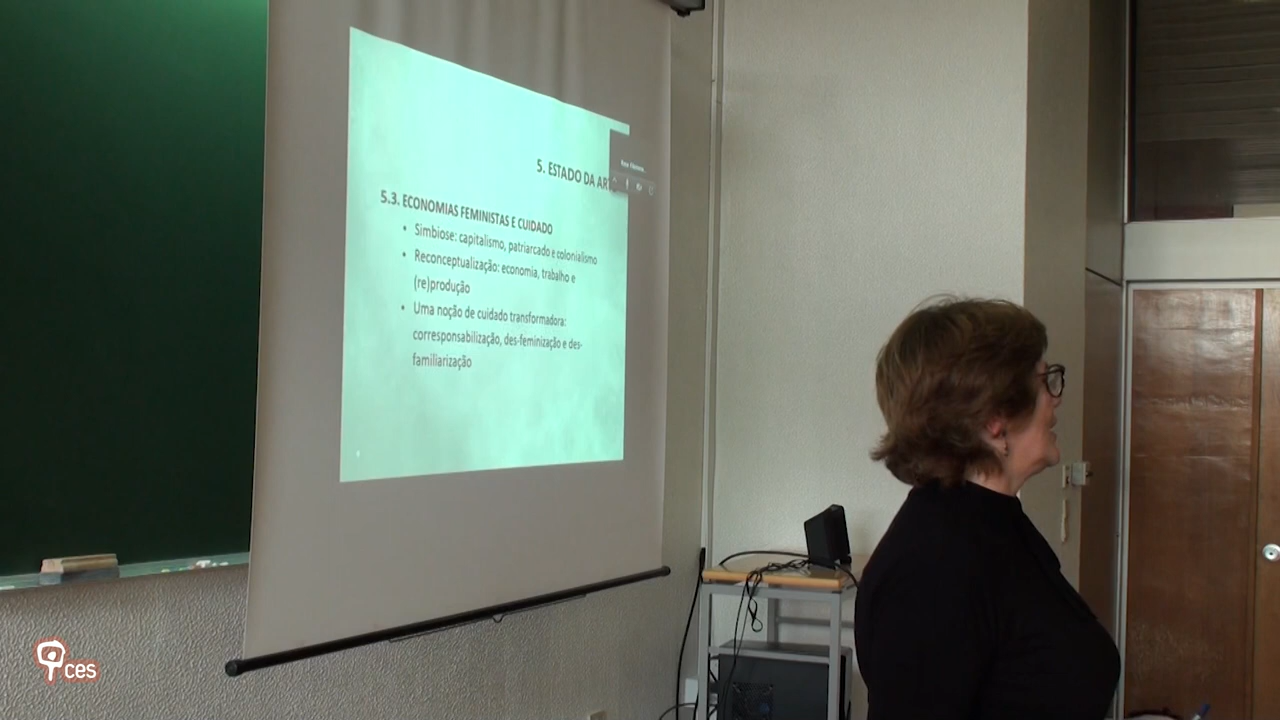 5. ESTADO DA AR
5.3. ECONOMIAS FEMINISTAS E CUIDADO
• Simbiose: capitalismo, patriarcado e colonialismo
• Reconceptualização: economia, trabalho e
(re)produção
• Uma noção de cuidado transformadora:
corresponsabilização, des-feminização e des-
familiarização
ces